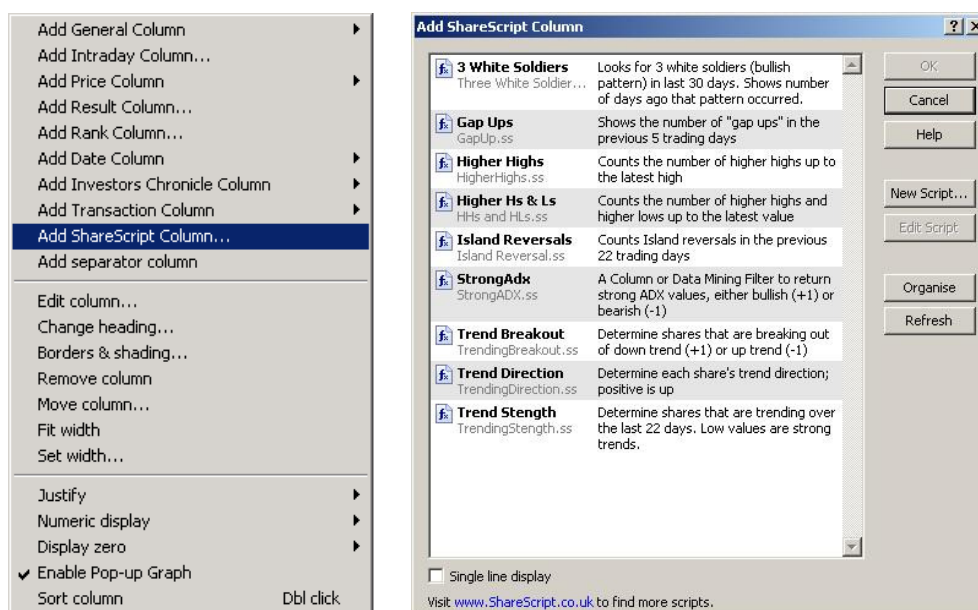 Add General Column
Add Intraday Column...
Add Price Column
Add Result Column...
Add Rank Column...
Add Date Column
Add Investors Chronicle Column
Add Transaction Column
Add ShareScript Column...
Add separator column
Edit column...
Change heading...
Borders & shading...
Remove column
Move column...
Fit width
Set width...
Justify
Numeric display
Display zero
Enable Pop-up Graph
Sort column Dbl click
Add ShareScript Column
3 White Soldiers
Three White Soldier...
Looks for 3 white soldiers (bullish
pattern) in last 30 days. Shows number
of days ago that pattern occurred.
Gap Ups
GapUp.ss
Shows the number of "gap ups" in the
previous 5 trading days
Higher Highs
HigherHighs.ss
Counts the number of higher highs up to
the latest high
Higher Hs & Ls
HHs and HLs.ss
Counts the number of higher highs and
higher lows up to the latest value
Island Reversals
Island Reversal.ss
Counts Island reversals in the previous
22 trading days
StrongAdx
StrongADX.ss
A Column or Data Mining Filter to return
strong ADX values, either bullish (+1) or
bearish (-1)
Trend Breakout
TrendingBreakout.ss
Determine shares that are breaking out
of down trend (+1) or up trend (-1)
Trend Direction
TrendingDirection.ss
Determine each share's trend direction;
positive is up
Trend Stength
TrendingStength.ss
Determine shares that are trending over
the last 22 days. Low values are strong
trends.
OK
Cancel
Help
New Script...
Edit Script
Organise
Refresh
Single line display
Visit www.ShareScript.co.uk to find more scripts.